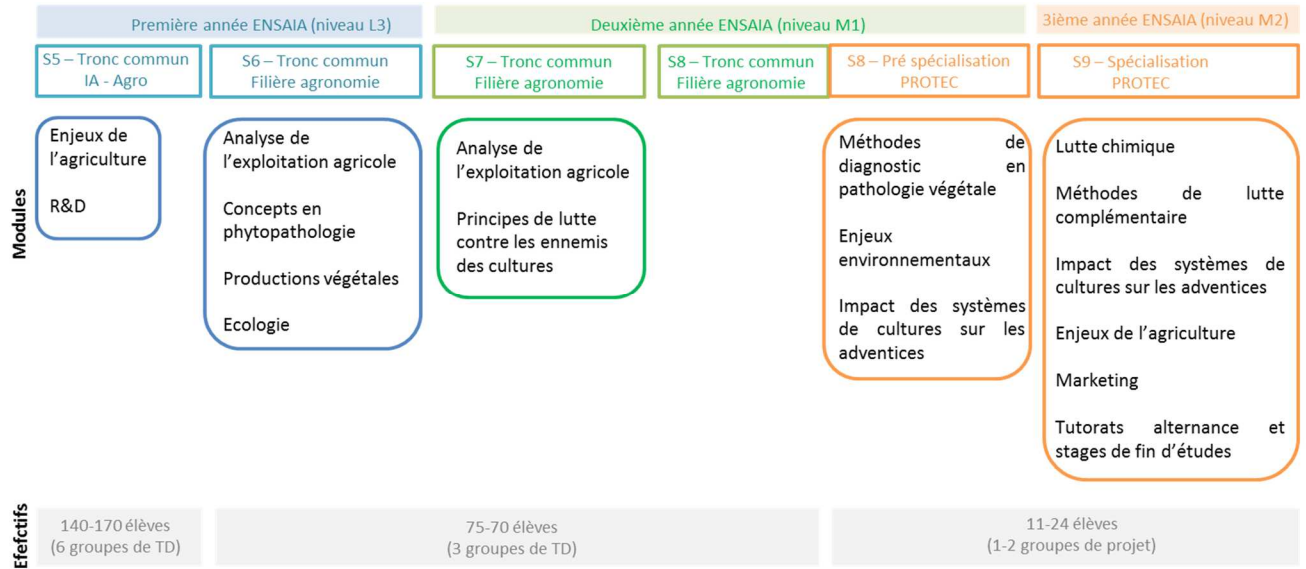 Première année ENSAIA (niveau L3)
Deuxième année ENSAIA (niveau M1)
3ième année ENSAIA (niveau M2)
S5 – Tronc commun
IA - Agro
S6 – Tronc commun
Filière agronomie
S7 – Tronc commun
Filière agronomie
S8 – Tronc commun
Filière agronomie
S8 – Pré spécialisation
PROTEC
S9 – Spécialisation
PROTEC
Modules
Enjeux de
l'agriculture
R&D
Analyse de
l'exploitation agricole
Concepts en
phytopathologie
Productions végétales
Ecologie
Analyse de
l'exploitation agricole
Principes de lutte
contre les ennemis
des cultures
Méthodes de
diagnostic en
pathologie végétale
Enjeux
environnementaux
Impact des systèmes
de cultures sur les
adventices
Lutte chimique
Méthodes de lutte
complémentaire
Impact des systèmes de
cultures sur les adventices
Enjeux de l'agriculture
Marketing
Tutorats alternance et
stages de fin d'études
Efefctifs
140-170 élèves
(6 groupes de TD)
75-70 élèves
(3 groupes de TD)
11-24 élèves
(1-2 groupes de projet)